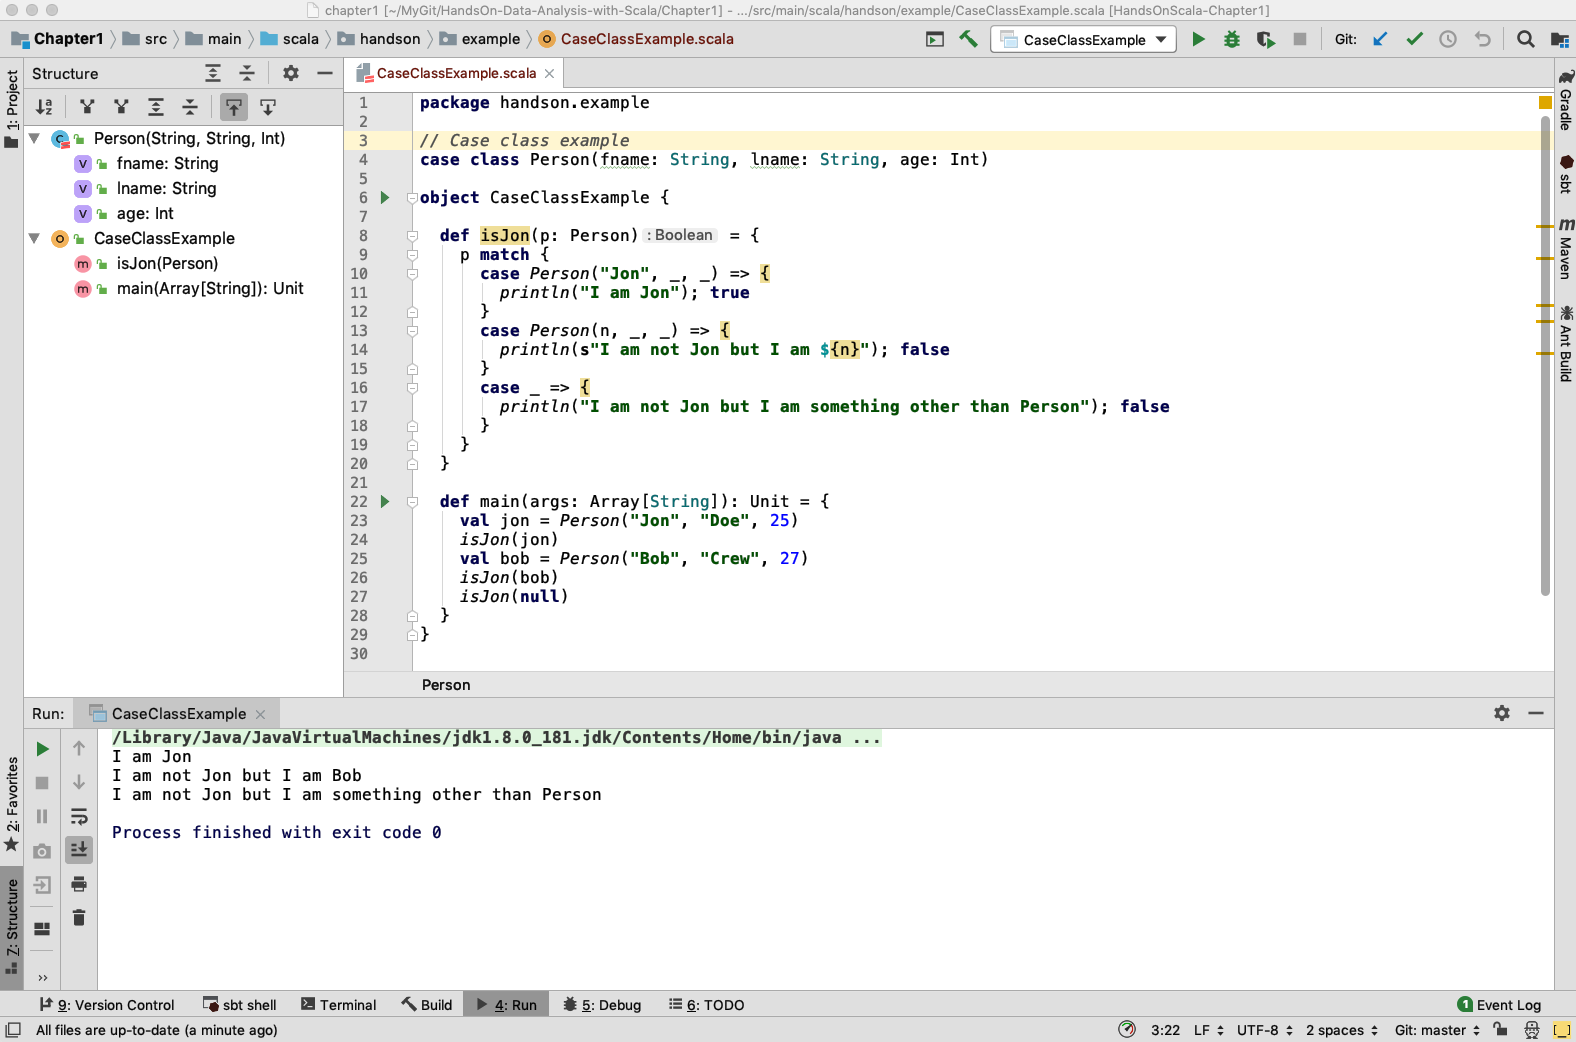 chapter1 [~/MyGit/HandsOn-Data-Analysis-with-Scala/Chapter1] - .../src/main/scala/handson/example/CaseClassExample.scala [HandsOnScala-Chapter1]
Chapter1 src main scala handson example CaseClassExample.scala CaseClassExample Git:
1: Project
Structure
Person(String, String, Int)
fname: String
lname: String
age: Int
CaseClassExample
isJon(Person)
main(Array[String]): Unit
CaseClassExample.scala
1 package handson.example
2
3 // Case class example
4 case class Person(fname: String, lname: String, age: Int)
5
6 object CaseClassExample {
7
8 def isJon(p: Person) : Boolean = {
9 p match {
10 case Person("Jon", _, _) => {
11 println("I am Jon"); true
12 }
13 case Person(n, _, _) => {
14 println(s"I am not Jon but I am ${n}"); false
15 }
16 case _ => {
17 println("I am not Jon but I am something other than Person"); false
18 }
19 }
20 }
21
22 def main(args: Array[String]): Unit = {
23 val jon = Person("Jon", "Doe", 25)
24 isJon(jon)
25 val bob = Person("Bob", "Crew", 27)
26 isJon(bob)
27 isJon(null)
28 }
29 }
30
Person
Gradle
sbt
Maven
Ant Build
Run: CaseClassExample
/Library/Java/JavaVirtualMachines/jdk1.8.0_181.jdk/Contents/Home/bin/java ...
I am Jon
I am not Jon but I am Bob
I am not Jon but I am something other than Person
Process finished with exit code 0
2: Favorites
Z: Structure
9: Version Control sbt shell Terminal Build 4: Run 5: Debug 6: TODO 1 Event Log
All files are up-to-date (a minute ago) 3:22 LF UTF-8 2 spaces Git: master